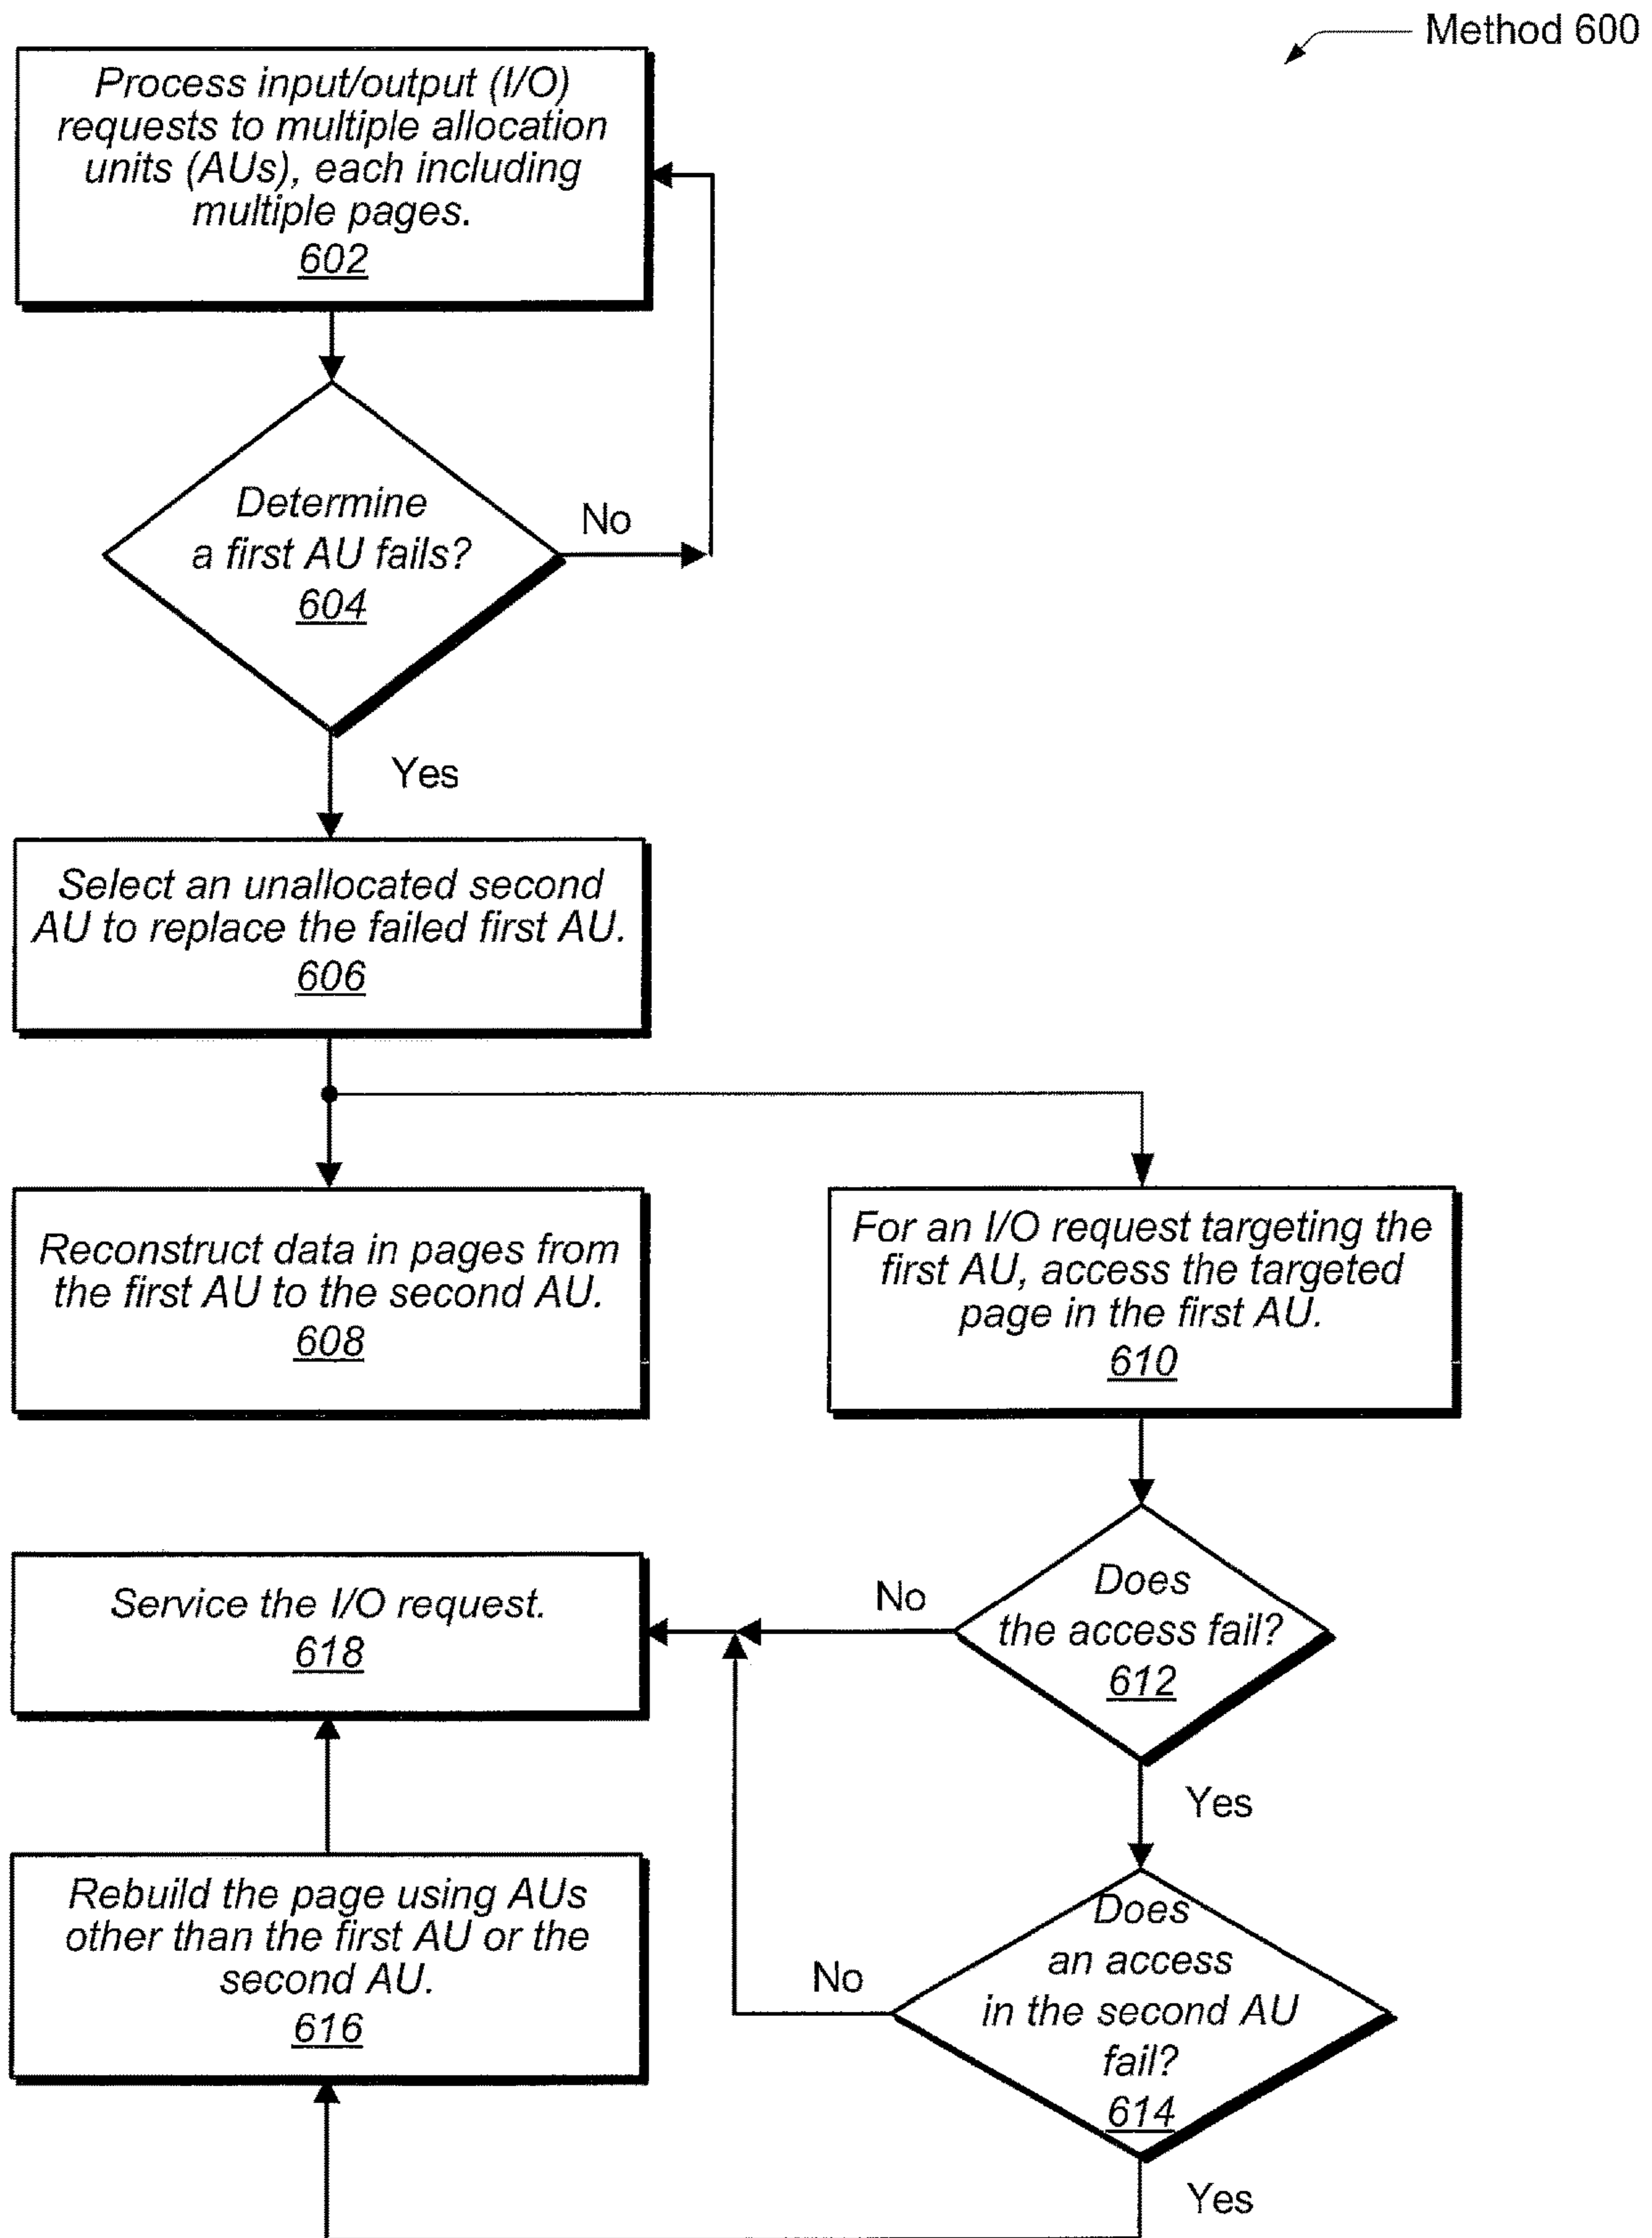 Method 600
Process input/output (I/O)
requests to multiple allocation
units (AUs), each including
multiple pages.
602
Determine
a first AU fails?
604
No
Yes
Select an unallocated second
AU to replace the failed first AU.
606
Reconstruct data in pages from
the first AU to the second AU.
608
For an I/O request targeting the
first AU, access the targeted
page in the first AU.
610
Does
the access fail?
612
No
Yes
Service the I/O request.
618
Does
an access
in the second AU
fail?
614
No
Yes
Rebuild the page using AUs
other than the first AU or the
second AU.
616